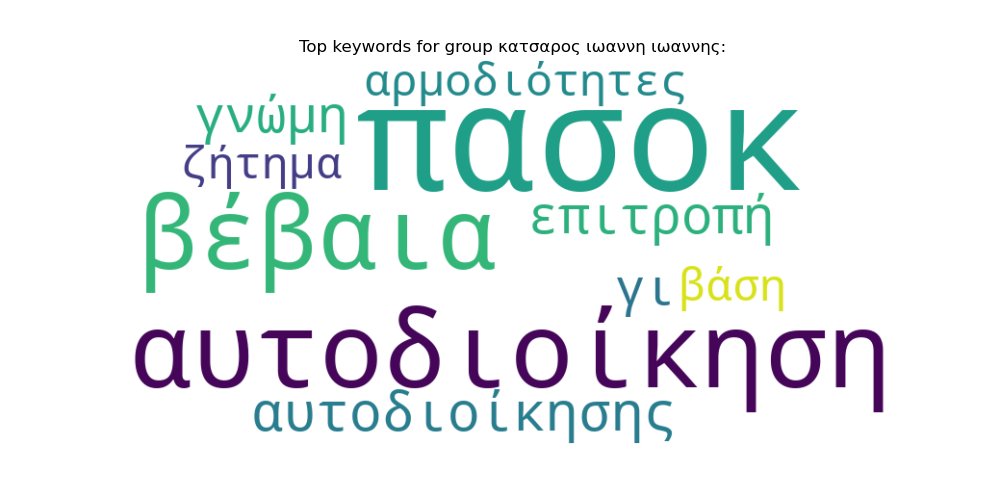 Top keywords for group κατσαρος ιωαννη ιωαννης:
αρμοδιότητες
γνώμη πασοκ
ζήτημα
βέβαια επιτροπή
γι βάση
αυτοδιοίκηση
αυτοδιοίκησης